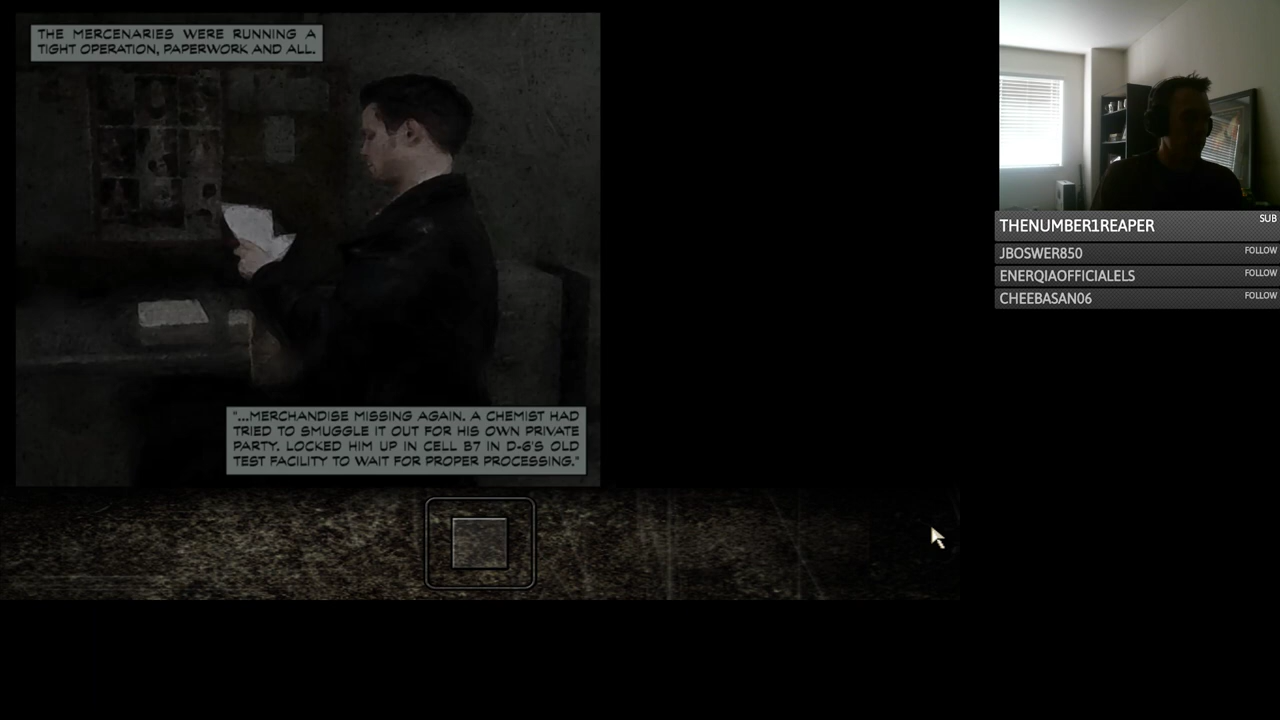 THE MERCENARIES WERE RUNNING A
TIGHT OPERATION, PAPERWORK AND ALL.
"...MERCHANDISE MISSING AGAIN. A CHEMIST HAD
TRIED TO SMUGGLE IT OUT FOR HIS OWN PRIVATE
PARTY. LOCKED HIM UP IN CELL B7 IN D-6'S OLD
TEST FACILITY TO WAIT FOR PROPER PROCESSING."
THENUMBER1REAPER SUB
JBOSWER850 FOLLOW
ENERQIAOFFICIALELS FOLLOW
CHEEBASAN06 FOLLOW